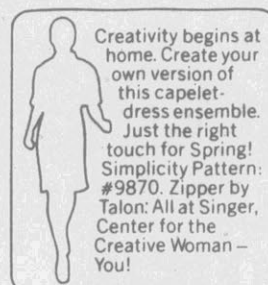 Creativity begins at
home. Create your
own version of
this capelet-
dress ensemble.
Just the right
touch for Spring!
Simplicity Pattern:
#9870. Zipper by
Talon: All at Singer,
Center for the
Creative Woman –
You!